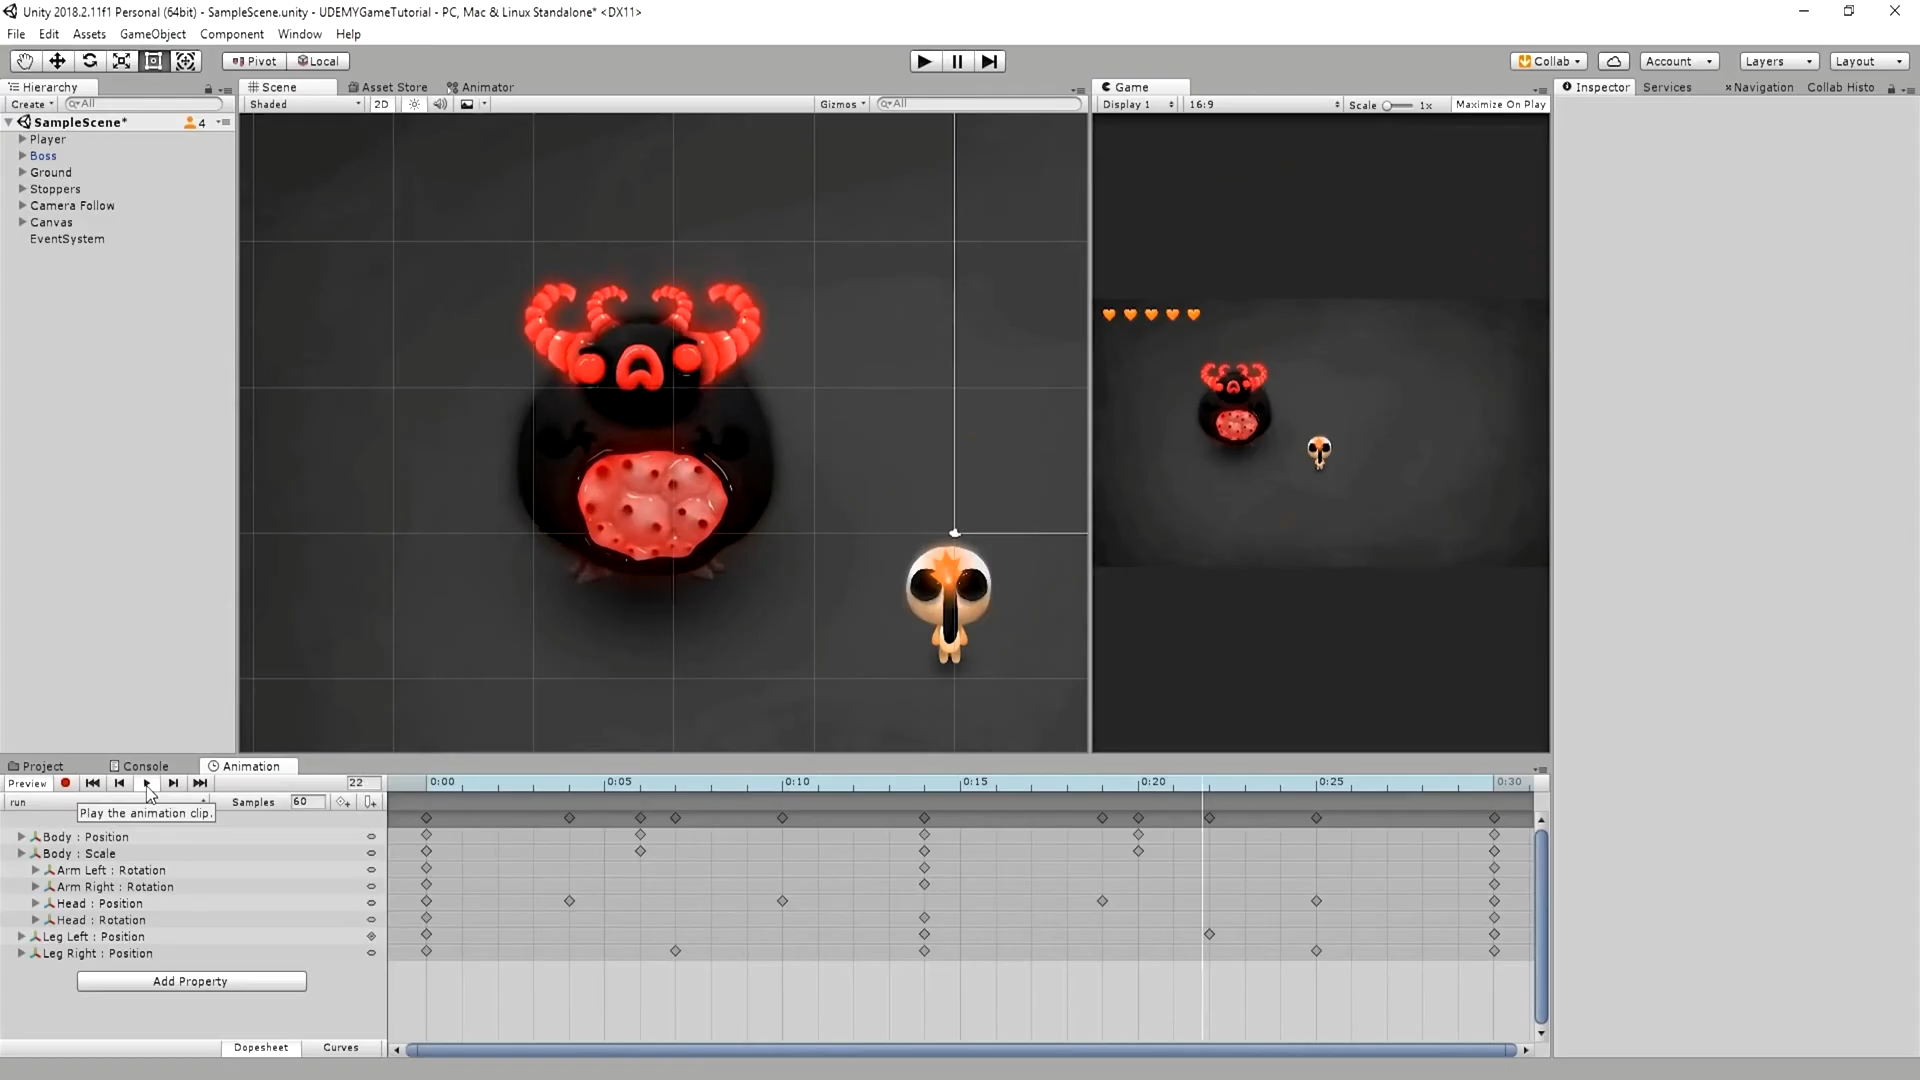 Unity 2018.2.11f1 Personal (64bit) - SampleScene.unity - UDEMYGameTutorial - PC, Mac & Linux Standalone* <DX11>
File Edit Assets GameObject Component Window Help
Pivot Local Collab Account Layers Layout
Hierarchy Scene Asset Store Animator Game Inspector Services Navigation Collab Histo
Create All Shaded 2D Gizmos All Display 1 16:9 Scale 1x Maximize On Play
SampleScene* 4
Player
Boss
Ground
Stoppers
Camera Follow
Canvas
EventSystem
Project Console Animation
Preview 22 0:00 0:05 0:10 0:15 0:20 0:25 0:30
run Samples 60
Play the animation clip.
Body : Position
Body : Scale
Arm Left : Rotation
Arm Right : Rotation
Head : Position
Head : Rotation
Leg Left : Position
Leg Right : Position
Add Property
Dopesheet Curves